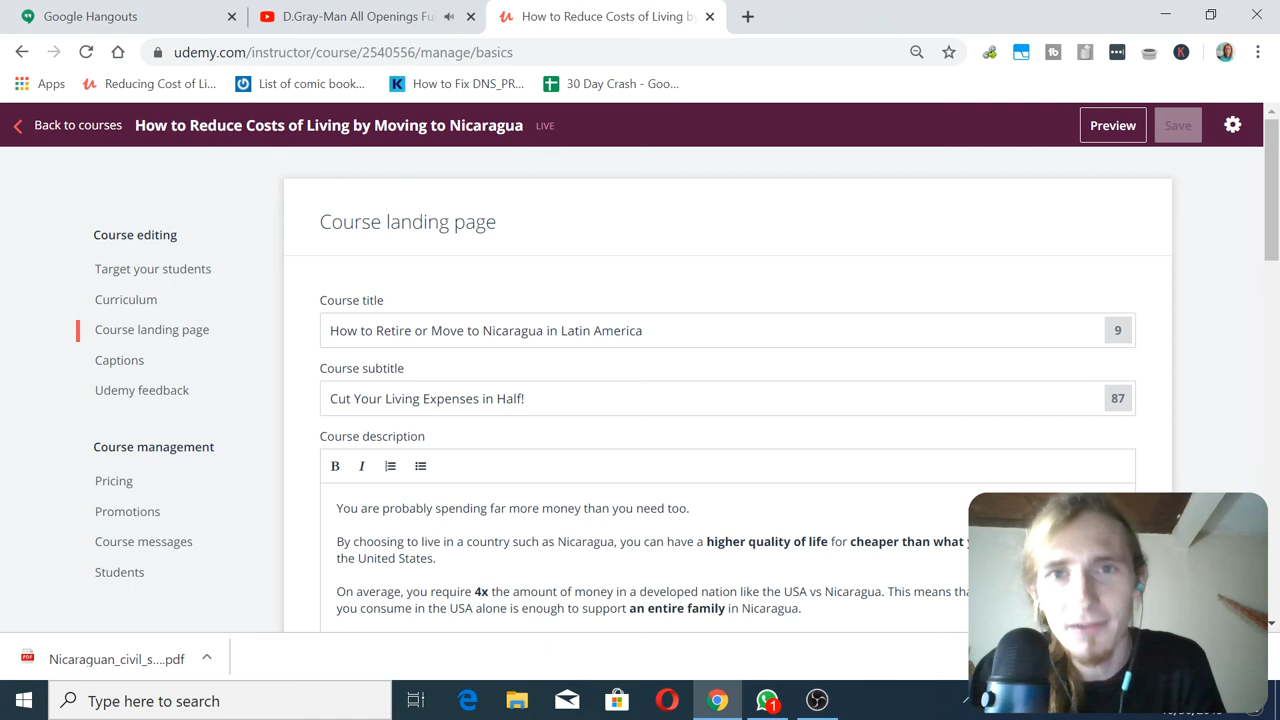 Google Hangouts
D.Gray-Man All Openings Fu
How to Reduce Costs of Living by
udemy.com/instructor/course/2540556/manage/basics
Apps
Reducing Cost of Li...
List of comic book...
How to Fix DNS_PR...
30 Day Crash - Goo...
Back to courses
How to Reduce Costs of Living by Moving to Nicaragua
LIVE
Preview
Save
Course editing
Target your students
Curriculum
Course landing page
Captions
Udemy feedback
Course management
Pricing
Promotions
Course messages
Students
Course landing page
Course title
How to Retire or Move to Nicaragua in Latin America
9
Course subtitle
Cut Your Living Expenses in Half!
87
Course description
B I
You are probably spending far more money than you need too.
By choosing to live in a country such as Nicaragua, you can have a higher quality of life for cheaper than what
the United States.
On average, you require 4x the amount of money in a developed nation like the USA vs Nicaragua. This means
you consume in the USA alone is enough to support an entire family in Nicaragua.
Nicaraguan_civil_s....pdf
Type here to search
1